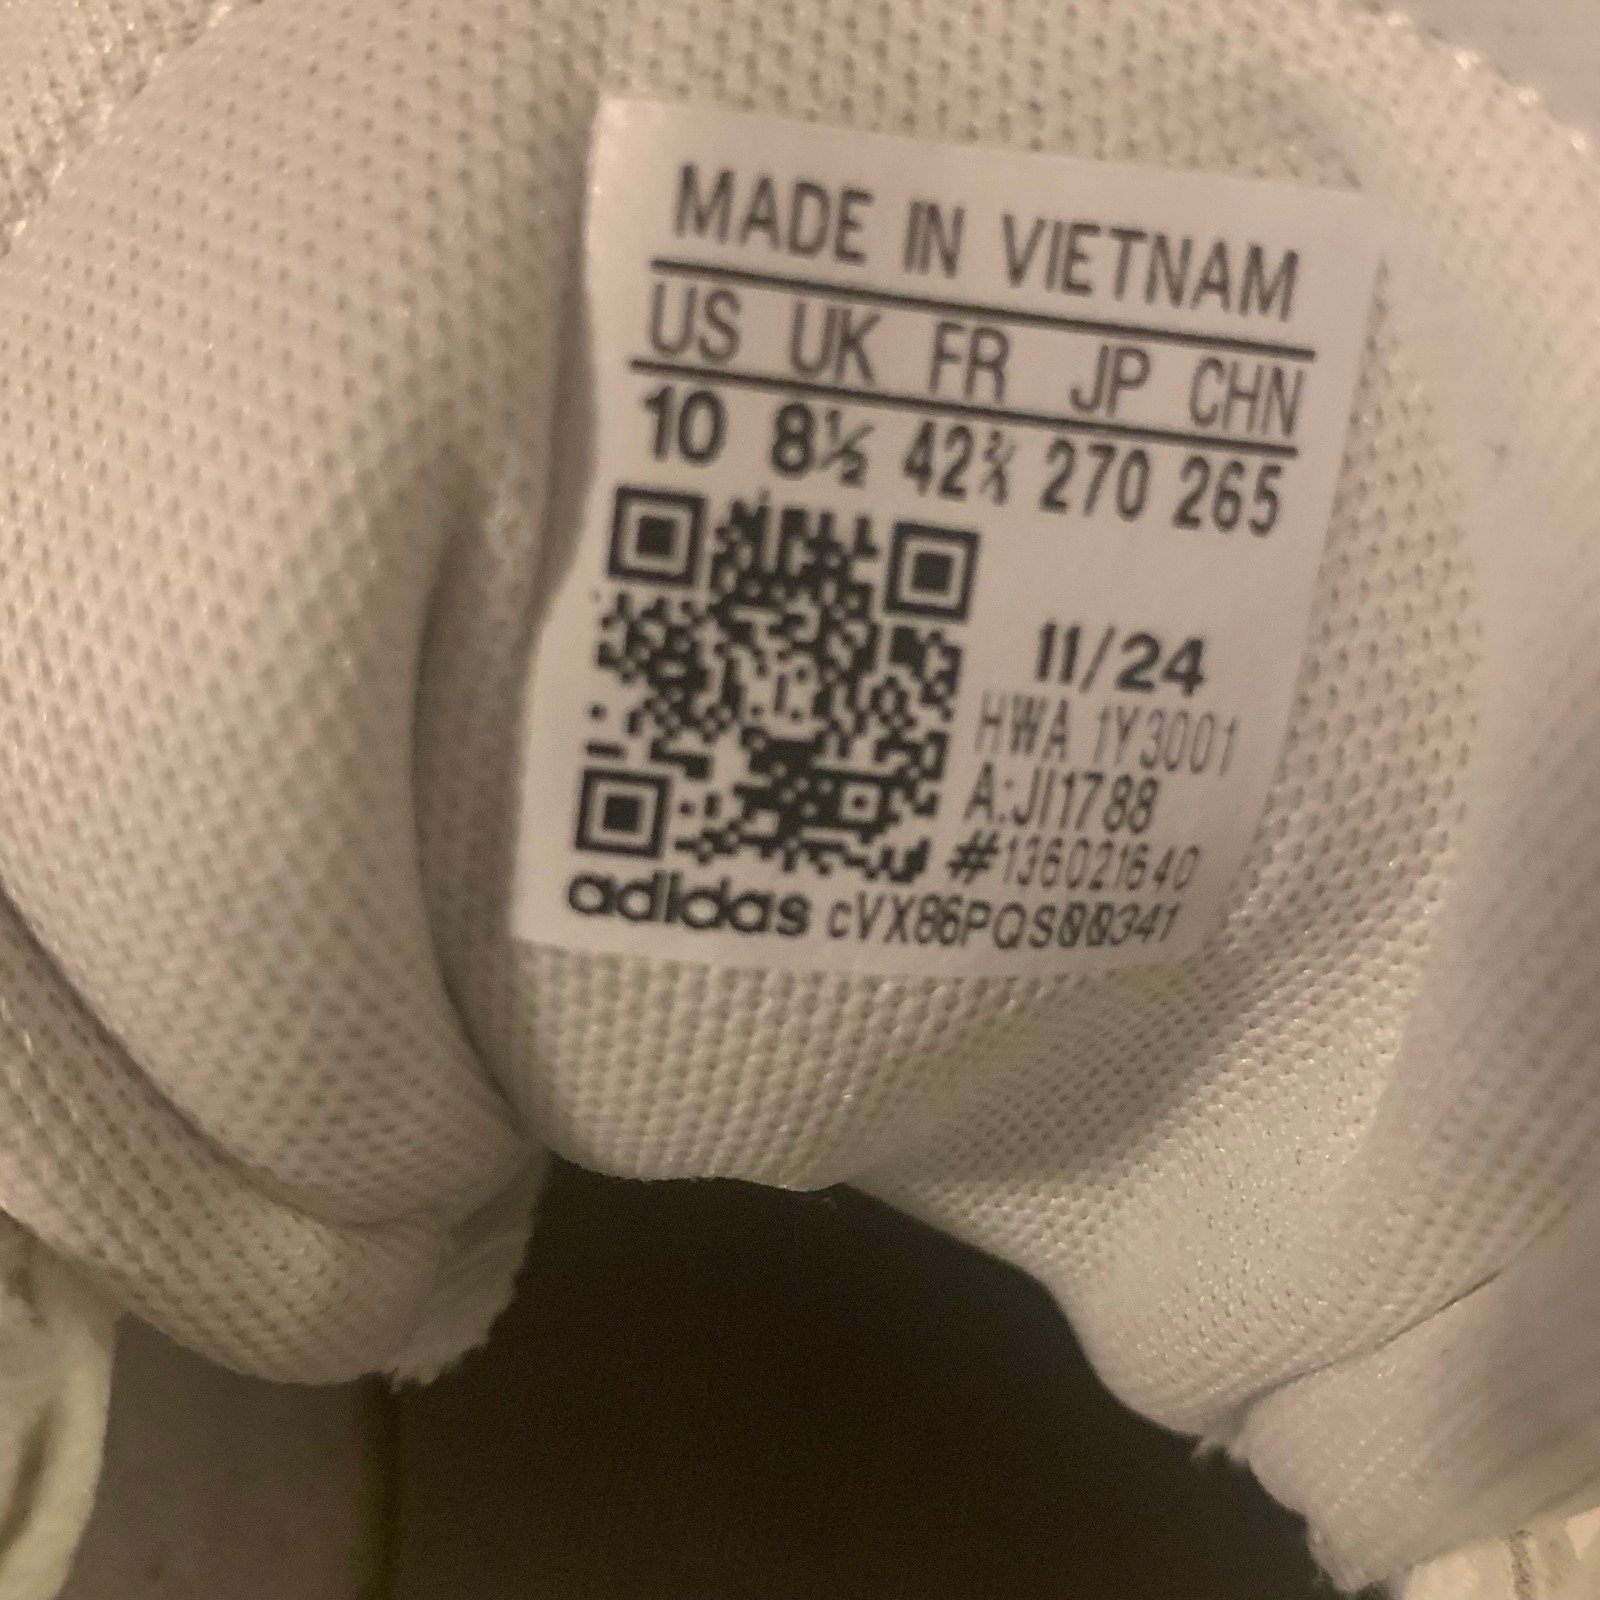 MADE IN VIETNAM
US UK FR JP CHN
10 8½ 42⅔ 270 265
11/24
HWA 1Y3001
A:JI1788
#136021640
adidas cVX86PQS00341